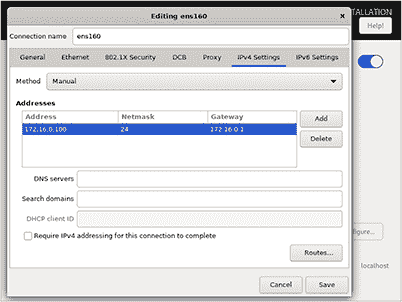 Editing ens160
INSTALLATION
Help!
Connection name ens160
General Ethernet 802.1X Security DCB Proxy IPv4 Settings IPv6 Settings
Method Manual
Addresses
Address Netmask Gateway
172.16.0.100 24 172.16.0.1
Add
Delete
DNS servers
Search domains
DHCP client ID
Require IPv4 addressing for this connection to complete
Routes...
figure...
localhost
Cancel Save